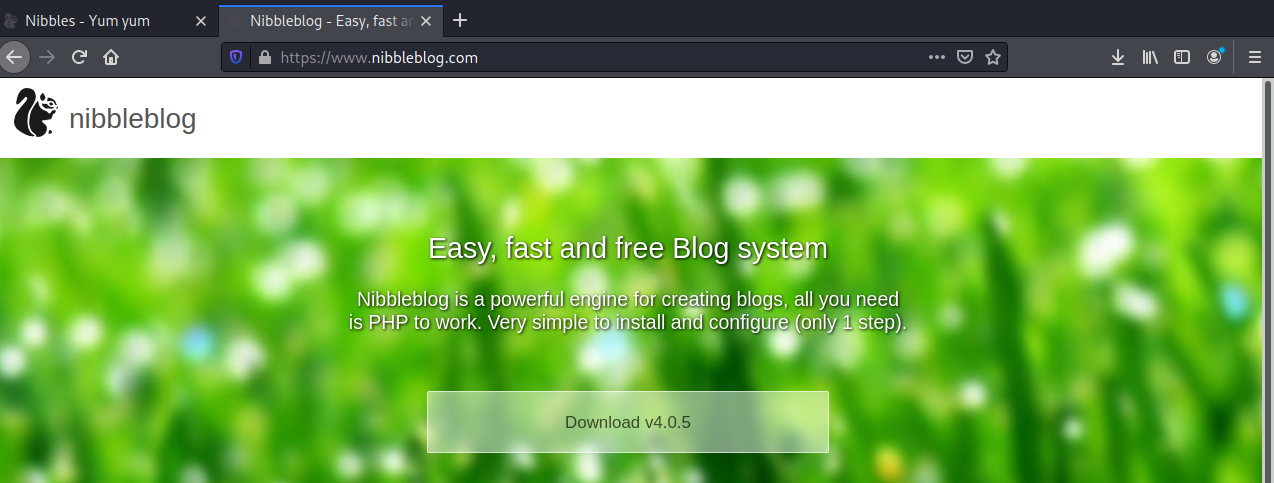 Nibbles - Yum yum
Nibbleblog - Easy, fast an
https://www.nibbleblog.com
nibbleblog
Easy, fast and free Blog system
Nibbleblog is a powerful engine for creating blogs, all you need
is PHP to work. Very simple to install and configure (only 1 step).
Download v4.0.5